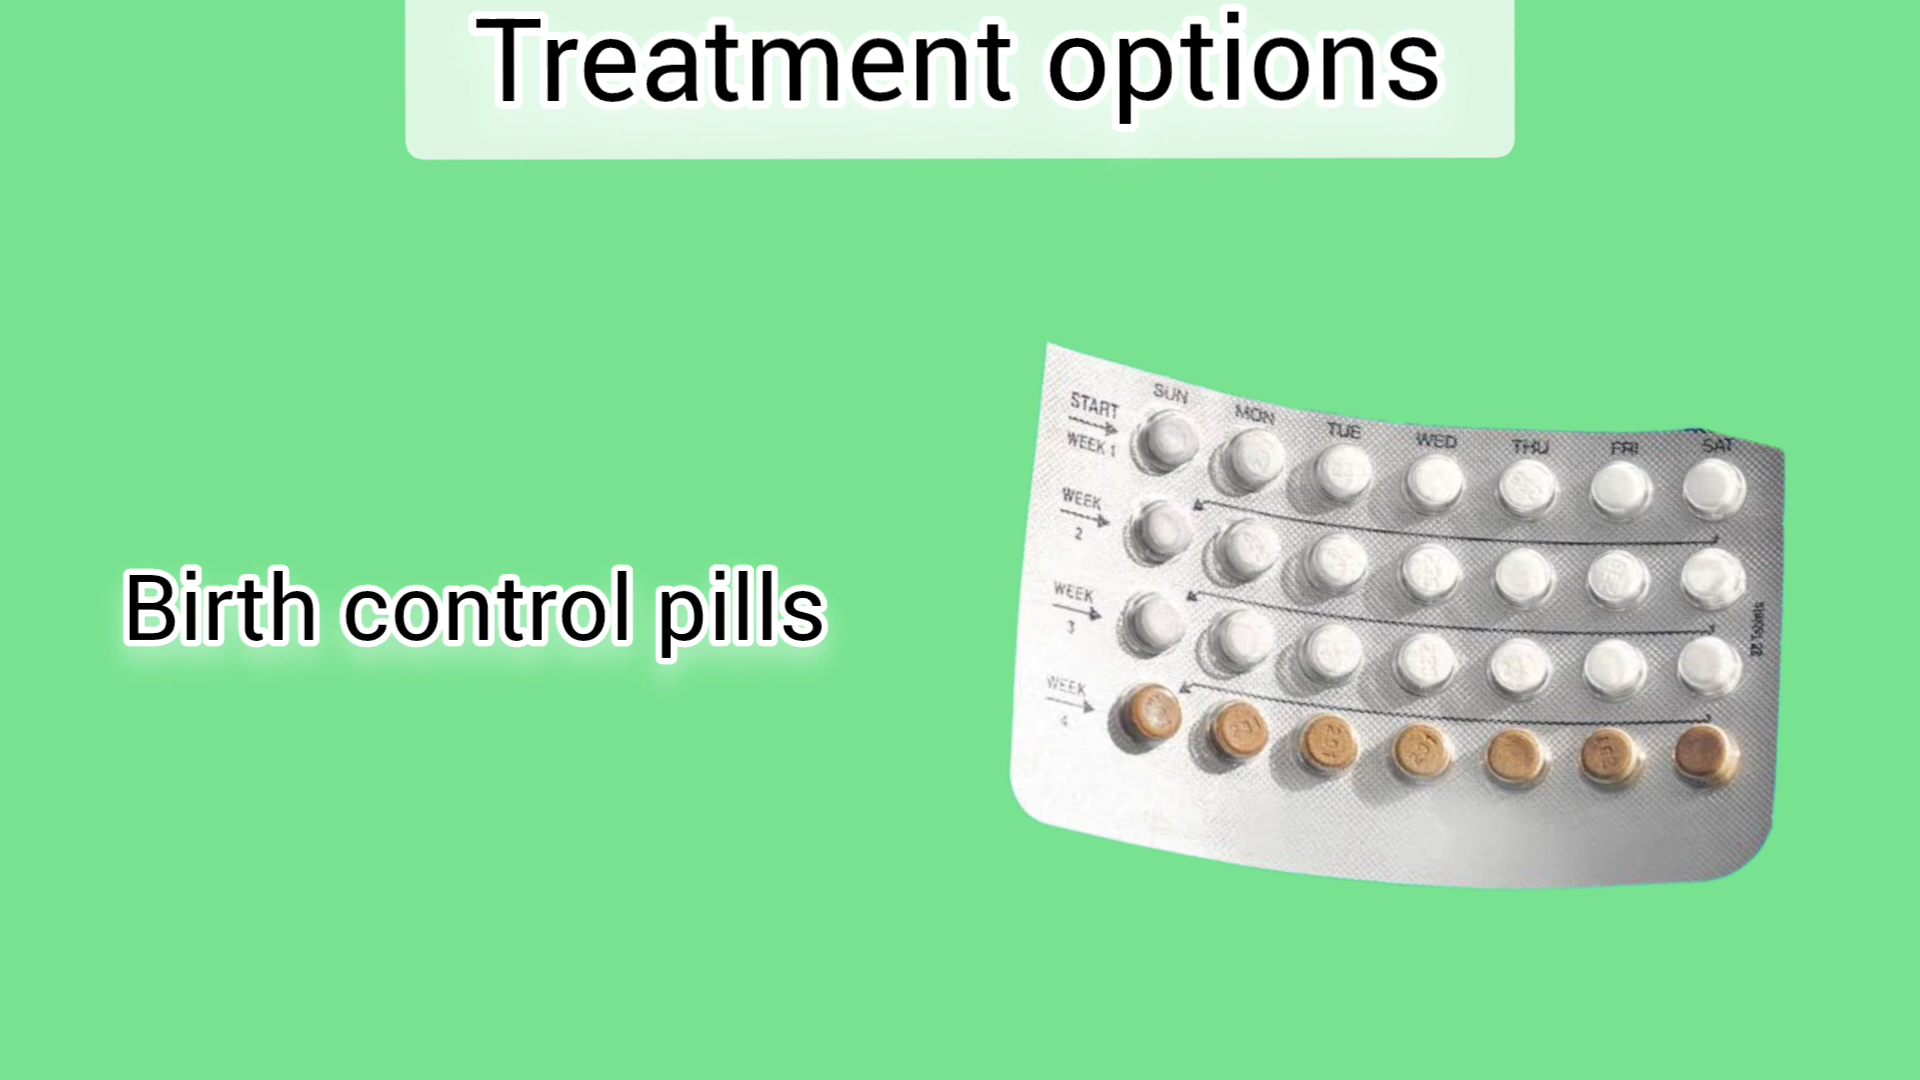 Treatment options
Birth control pills
SUN MON TUE WED THU FRI SAT
START
WEEK 1
WEEK
2
WEEK
3
WEEK
4